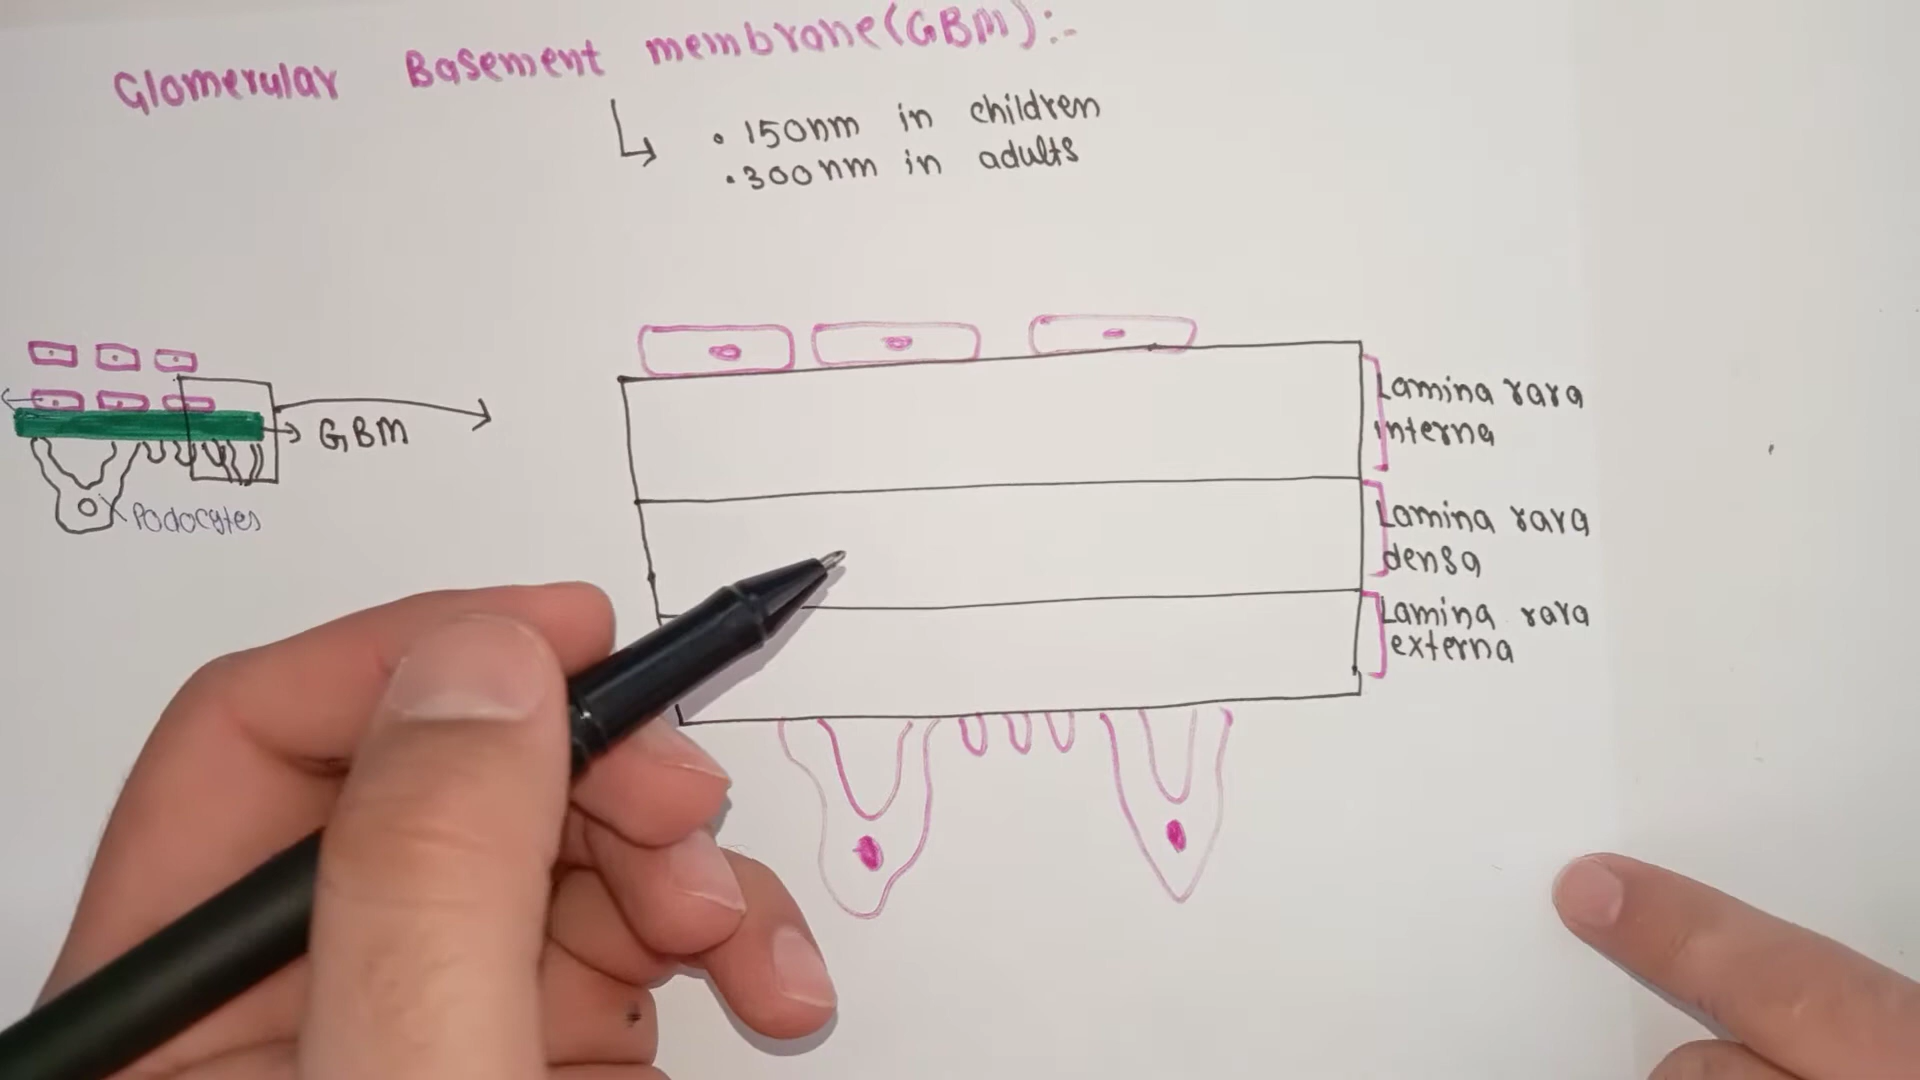 Glomerular Basement membrane(GBM):-
• 150nm in children
• 300nm in adults
GBM
Podocytes
Lamina rara
interna
Lamina rara
densa
Lamina rara
externa